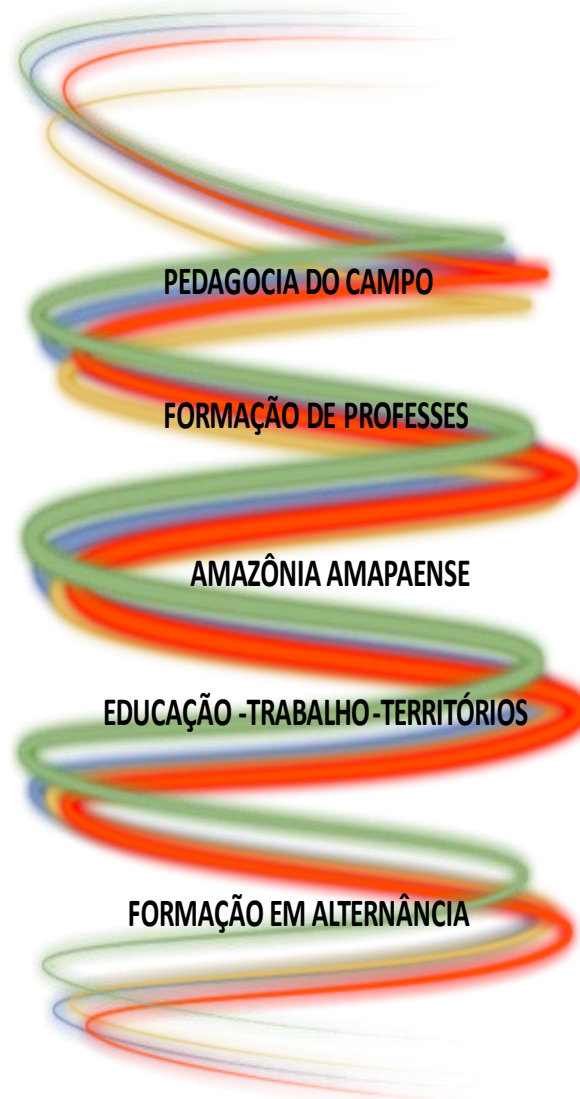 PEDAGOCIA DO CAMPO
FORMAÇÃO DE PROFESSES
AMAZÔNIA AMAPAENSE
EDUCAÇÃO -TRABALHO-TERRITÓRIOS
FORMAÇÃO EM ALTERNÂNCIA